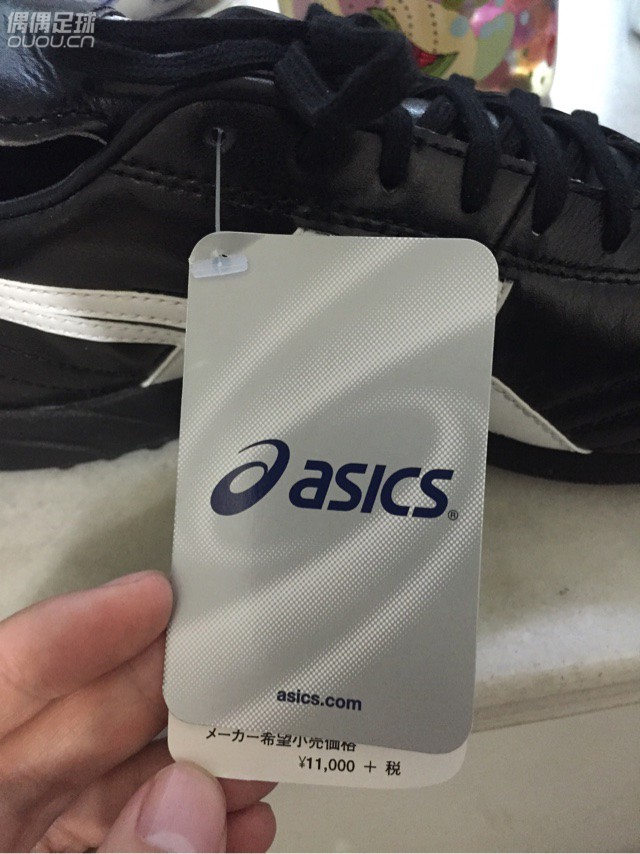 偶偶足球
ouou.cn
asics®
asics.com
メーカー希望小売価格
¥11,000 + 税